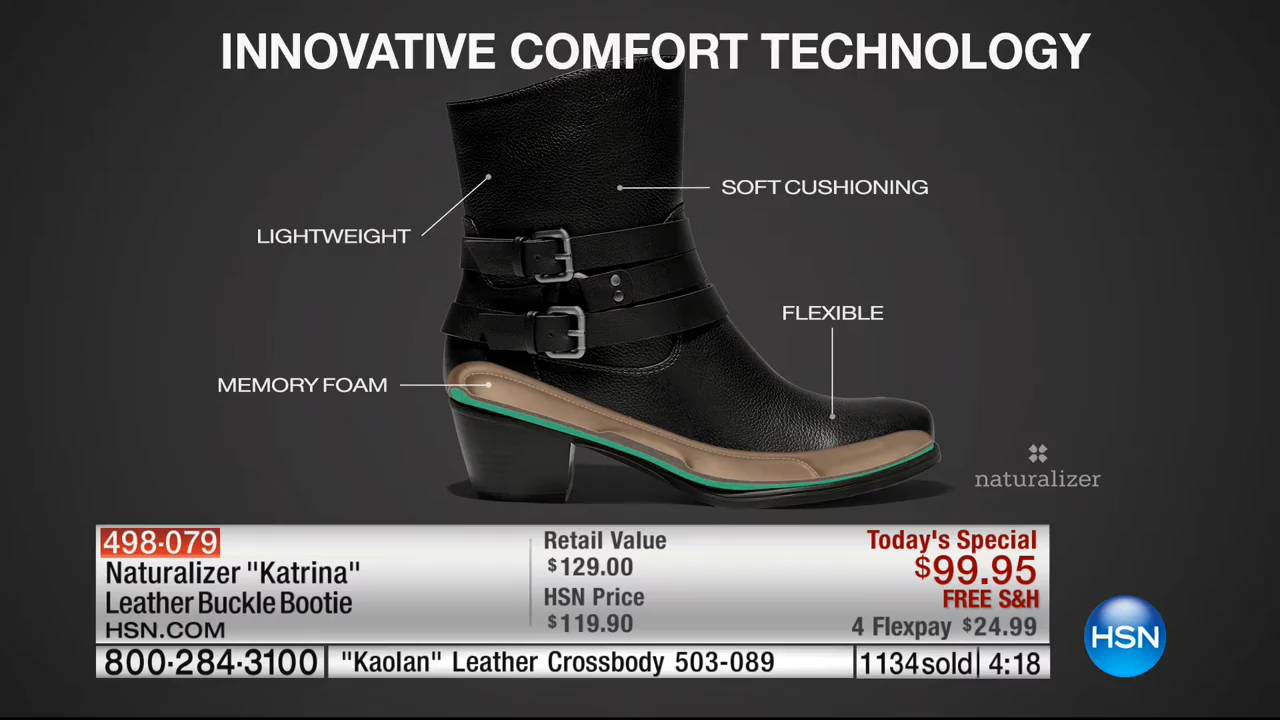 INNOVATIVE COMFORT TECHNOLOGY
SOFT CUSHIONING
LIGHTWEIGHT
FLEXIBLE
MEMORY FOAM
naturalizer
498-079
Naturalizer "Katrina"
Leather Buckle Bootie
HSN.COM
Retail Value
$129.00
HSN Price
$119.90
Today's Special
$99.95
FREE S&H
4 Flexpay $24.99
HSN
800-284-3100
"Kaolan" Leather Crossbody 503-089
1134 sold
4:18